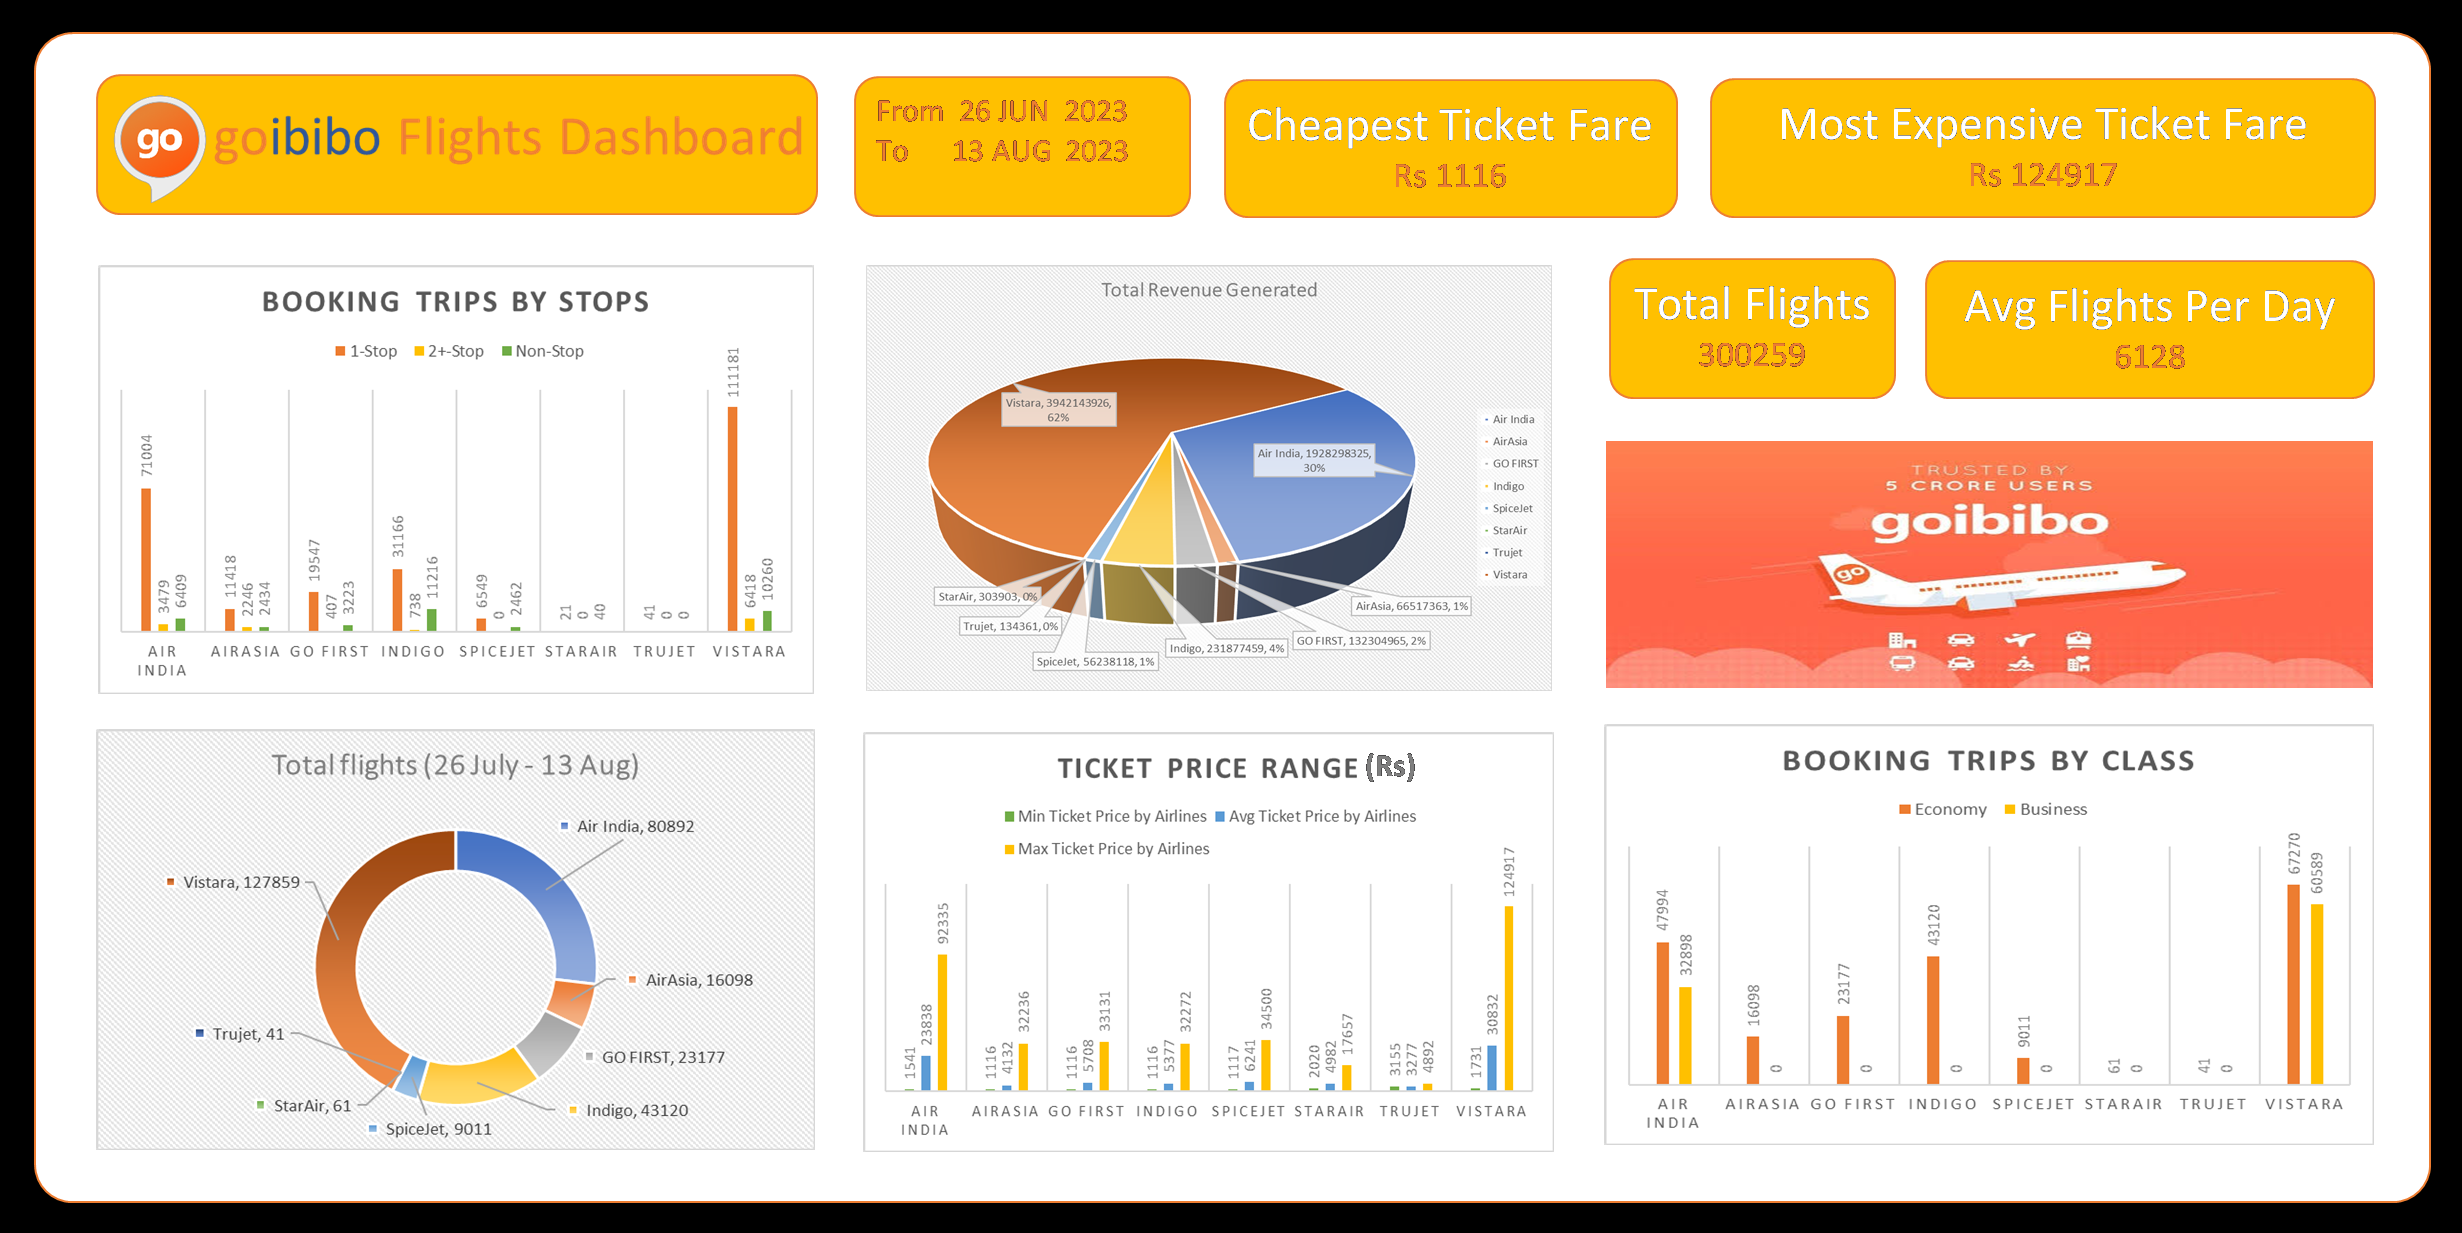 go
goibibo Flights Dashboard
From 26 JUN 2023
To 13 AUG 2023
Cheapest Ticket Fare
Rs 1116
Most Expensive Ticket Fare
Rs 124917
BOOKING TRIPS BY STOPS
1-Stop 2+-Stop Non-Stop
71004 3479 6409
11418 2246 2434
19547 407 3223
31166 738 11216
6549 0 2462
21 0 40
41 0 0
111181 6418 10260
AIR INDIA AIRASIA GO FIRST INDIGO SPICEJET STARAIR TRUJET VISTARA
Total Revenue Generated
Vistara, 3942143926,
62%
Air India, 1928298325,
30%
StarAir, 303903, 0%
Trujet, 134361, 0%
SpiceJet, 56238118, 1%
Indigo, 231877459, 4%
GO FIRST, 132304965, 2%
AirAsia, 66517363, 1%
Air India
AirAsia
GO FIRST
Indigo
SpiceJet
StarAir
Trujet
Vistara
Total Flights
300259
Avg Flights Per Day
6128
TRUSTED BY
5 CRORE USERS
goibibo
go
Total flights (26 July - 13 Aug)
Air India, 80892
Vistara, 127859
AirAsia, 16098
Trujet, 41
GO FIRST, 23177
StarAir, 61
Indigo, 43120
SpiceJet, 9011
TICKET PRICE RANGE (Rs)
Min Ticket Price by Airlines Avg Ticket Price by Airlines
Max Ticket Price by Airlines
1541 23838 92335
1116 4132 32236
1116 5708 33131
1116 5377 32272
1117 6241 34500
2020 4982 17657
3155 3277 4892
1731 30832 124917
AIR INDIA AIRASIA GO FIRST INDIGO SPICEJET STARAIR TRUJET VISTARA
BOOKING TRIPS BY CLASS
Economy Business
47994 32898
16098 0
23177 0
43120 0
9011 0
61 0
41 0
67270 60589
AIR INDIA AIRASIA GO FIRST INDIGO SPICEJET STARAIR TRUJET VISTARA